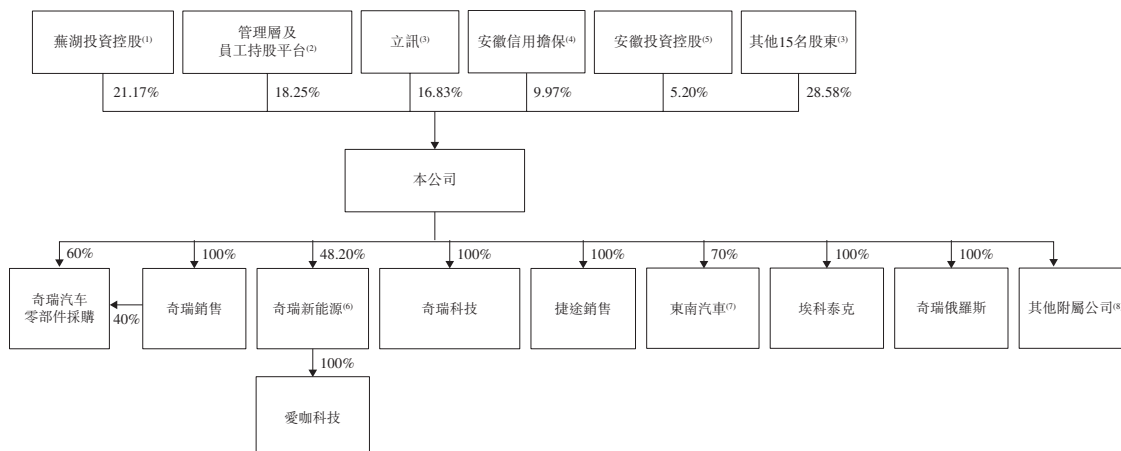 蕪湖投資控股(1)
管理層及
員工持股平台(2)
立訊(3)
安徽信用擔保(4)
安徽投資控股(5)
其他15名股東(3)
21.17%
18.25%
16.83%
9.97%
5.20%
28.58%
本公司
60%
100%
48.20%
100%
100%
70%
100%
100%
奇瑞汽车
零部件採購
40%
奇瑞銷售
奇瑞新能源(6)
奇瑞科技
捷途銷售
東南汽車(7)
埃科泰克
奇瑞俄羅斯
其他附屬公司(8)
100%
愛咖科技